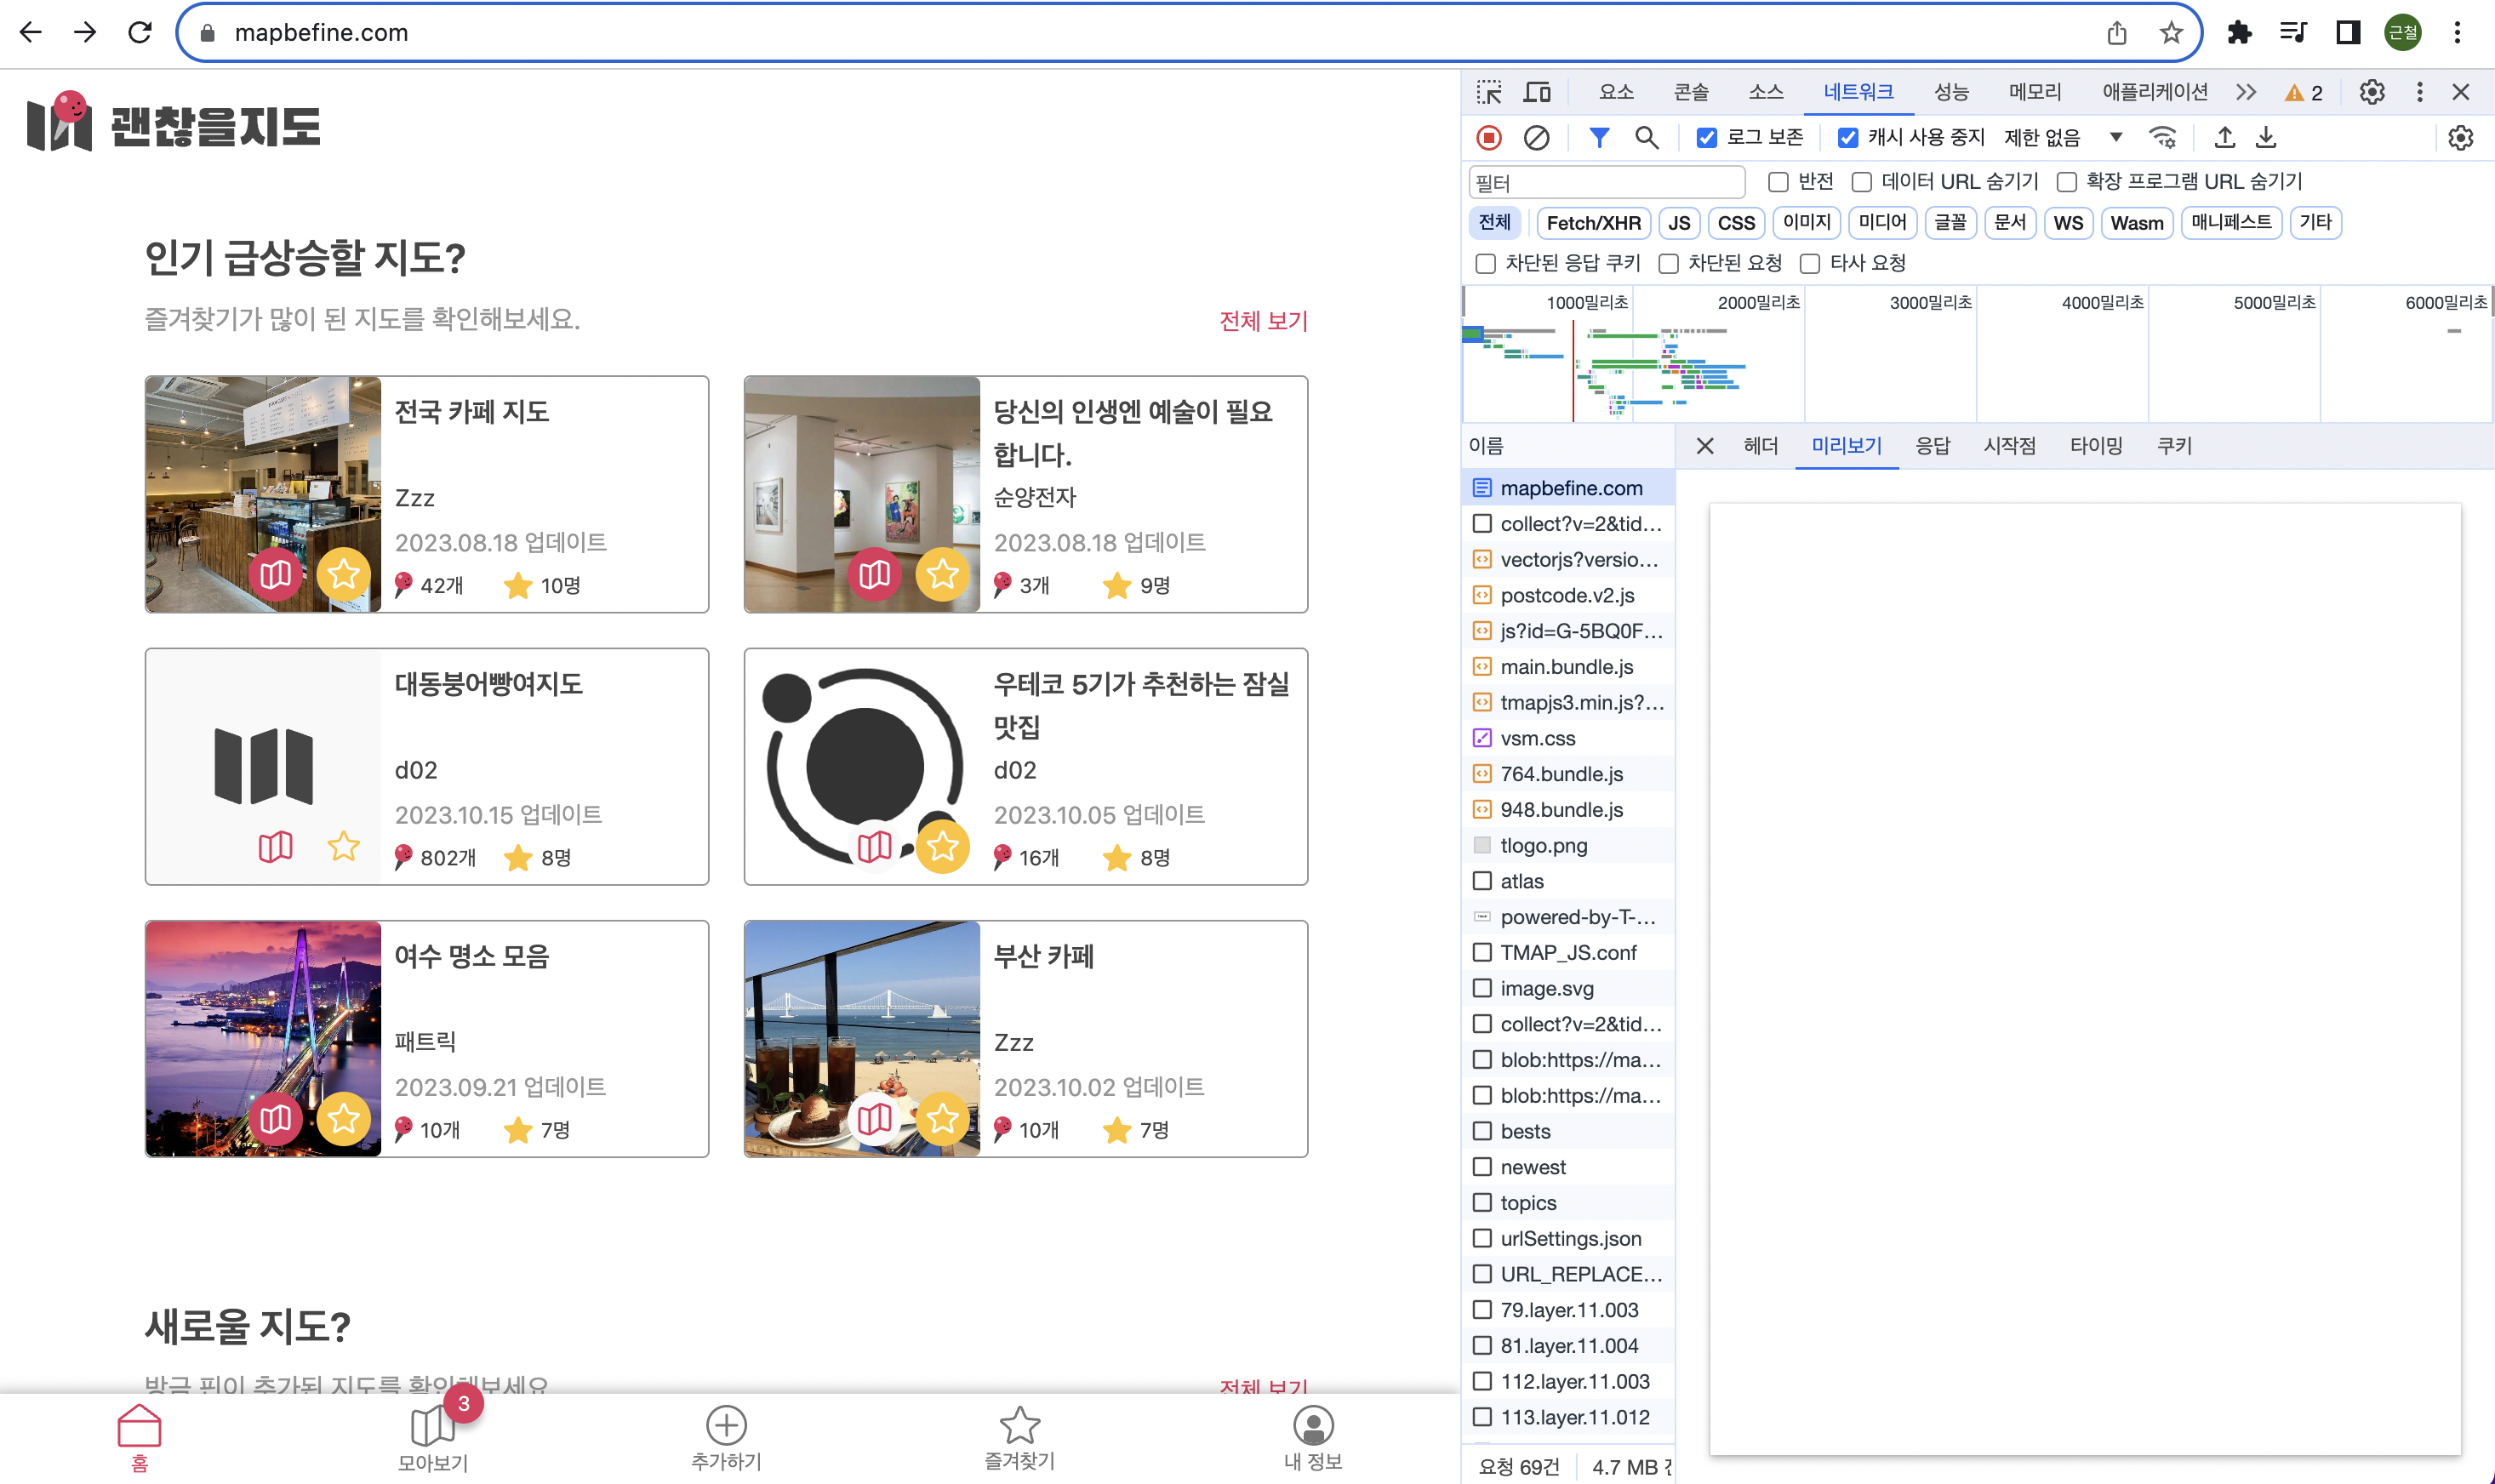 mapbefine.com
근철
괜찮을지도
인기 급상승할 지도?
즐겨찾기가 많이 된 지도를 확인해보세요.
전체 보기
전국 카페 지도
Zzz
2023.08.18 업데이트
42개
10명
당신의 인생엔 예술이 필요
합니다.
순양전자
2023.08.18 업데이트
3개
9명
대동붕어빵여지도
d02
2023.10.15 업데이트
802개
8명
우테코 5기가 추천하는 잠실
맛집
d02
2023.10.05 업데이트
16개
8명
여수 명소 모음
패트릭
2023.09.21 업데이트
10개
7명
부산 카페
Zzz
2023.10.02 업데이트
10개
7명
새로울 지도?
방금 핀이 추가된 지도를 확인해보세요
전체 보기
홈
3
모아보기
추가하기
즐겨찾기
내 정보
요소
콘솔
소스
네트워크
성능
메모리
애플리케이션
2
로그 보존
캐시 사용 중지
제한 없음
필터
반전
데이터 URL 숨기기
확장 프로그램 URL 숨기기
전체
Fetch/XHR
JS
CSS
이미지
미디어
글꼴
문서
WS
Wasm
매니페스트
기타
차단된 응답 쿠키
차단된 요청
타사 요청
1000밀리초
2000밀리초
3000밀리초
4000밀리초
5000밀리초
6000밀리초
이름
헤더
미리보기
응답
시작점
타이밍
쿠키
mapbefine.com
collect?v=2&tid...
vectorjs?versio...
postcode.v2.js
js?id=G-5BQ0F...
main.bundle.js
tmapjs3.min.js?...
vsm.css
764.bundle.js
948.bundle.js
tlogo.png
atlas
powered-by-T-...
TMAP_JS.conf
image.svg
collect?v=2&tid...
blob:https://ma...
blob:https://ma...
bests
newest
topics
urlSettings.json
URL_REPLACE...
79.layer.11.003
81.layer.11.004
112.layer.11.003
113.layer.11.012
요청 69건
4.7 MB